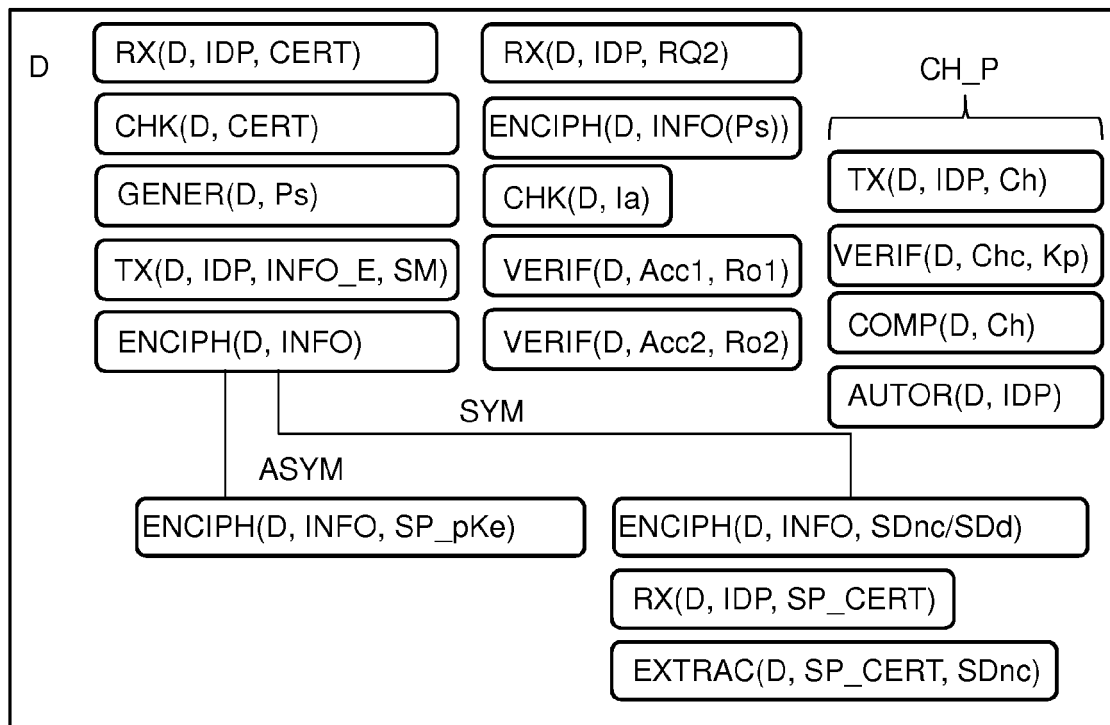 D
RX(D, IDP, CERT)
CHK(D, CERT)
GENER(D, Ps)
TX(D, IDP, INFO_E, SM)
ENCIPH(D, INFO)
RX(D, IDP, RQ2)
ENCIPH(D, INFO(Ps))
CHK(D, Ia)
VERIF(D, Acc1, Ro1)
VERIF(D, Acc2, Ro2)
CH_P
TX(D, IDP, Ch)
VERIF(D, Chc, Kp)
COMP(D, Ch)
AUTOR(D, IDP)
SYM
ASYM
ENCIPH(D, INFO, SP_pKe)
ENCIPH(D, INFO, SDnc/SDd)
RX(D, IDP, SP_CERT)
EXTRAC(D, SP_CERT, SDnc)